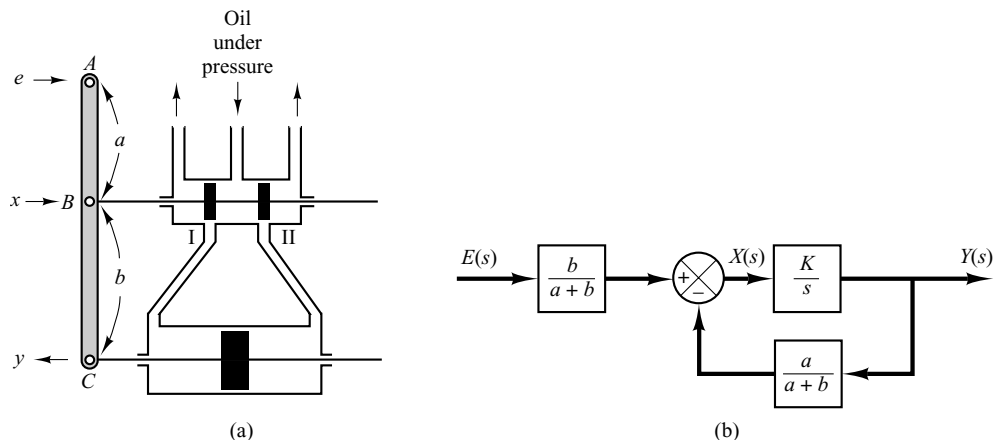 Oil
under
pressure
A
e
a
x
B
I
II
b
y
C
(a)
E(s)
b
a + b
+
−
X(s)
K
s
Y(s)
a
a + b
(b)